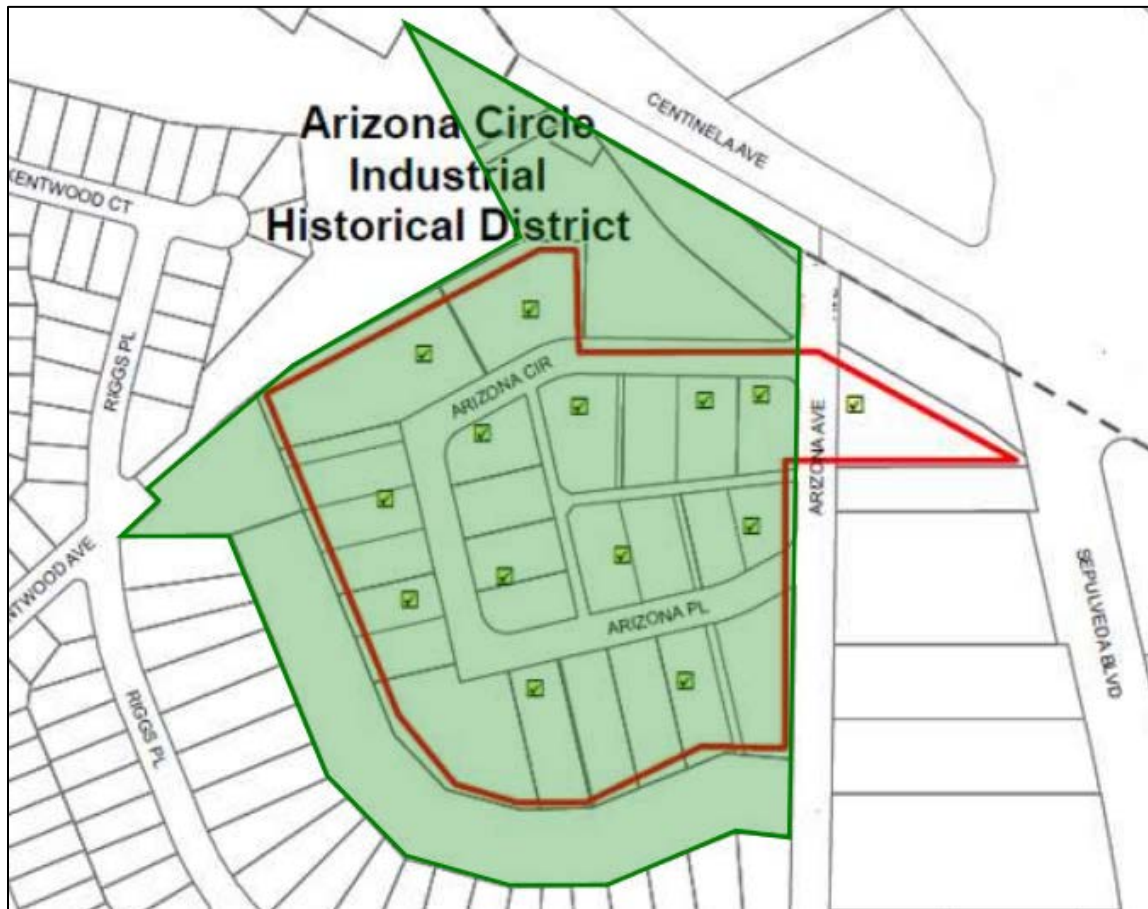 Arizona Circle
Industrial
Historical District
CENTINELA AVE
KENTWOOD CT
RIGGS PL
ARIZONA CIR
ARIZONA AVE
ARIZONA PL
NTWOOD AVE
SEPULVEDA BLVD
RIGGS PL